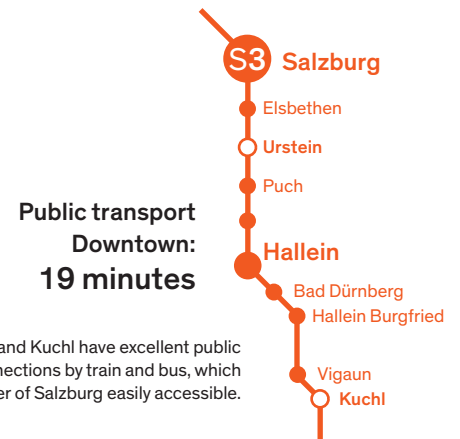 S3 Salzburg
Elsbethen
Urstein
Puch
Public transport
Downtown:
19 minutes
Hallein
Bad Dürnberg
Hallein Burgfried
and Kuchl have excellent public
nections by train and bus, which
er of Salzburg easily accessible.
Vigaun
Kuchl